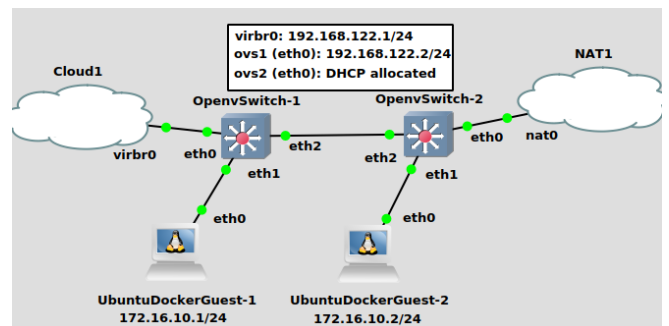 virbr0: 192.168.122.1/24
ovs1 (eth0): 192.168.122.2/24
ovs2 (eth0): DHCP allocated
Cloud1
NAT1
OpenvSwitch-1
OpenvSwitch-2
virbr0
eth0
eth2
eth2
eth0
nat0
eth1
eth1
eth0
eth0
UbuntuDockerGuest-1
172.16.10.1/24
UbuntuDockerGuest-2
172.16.10.2/24